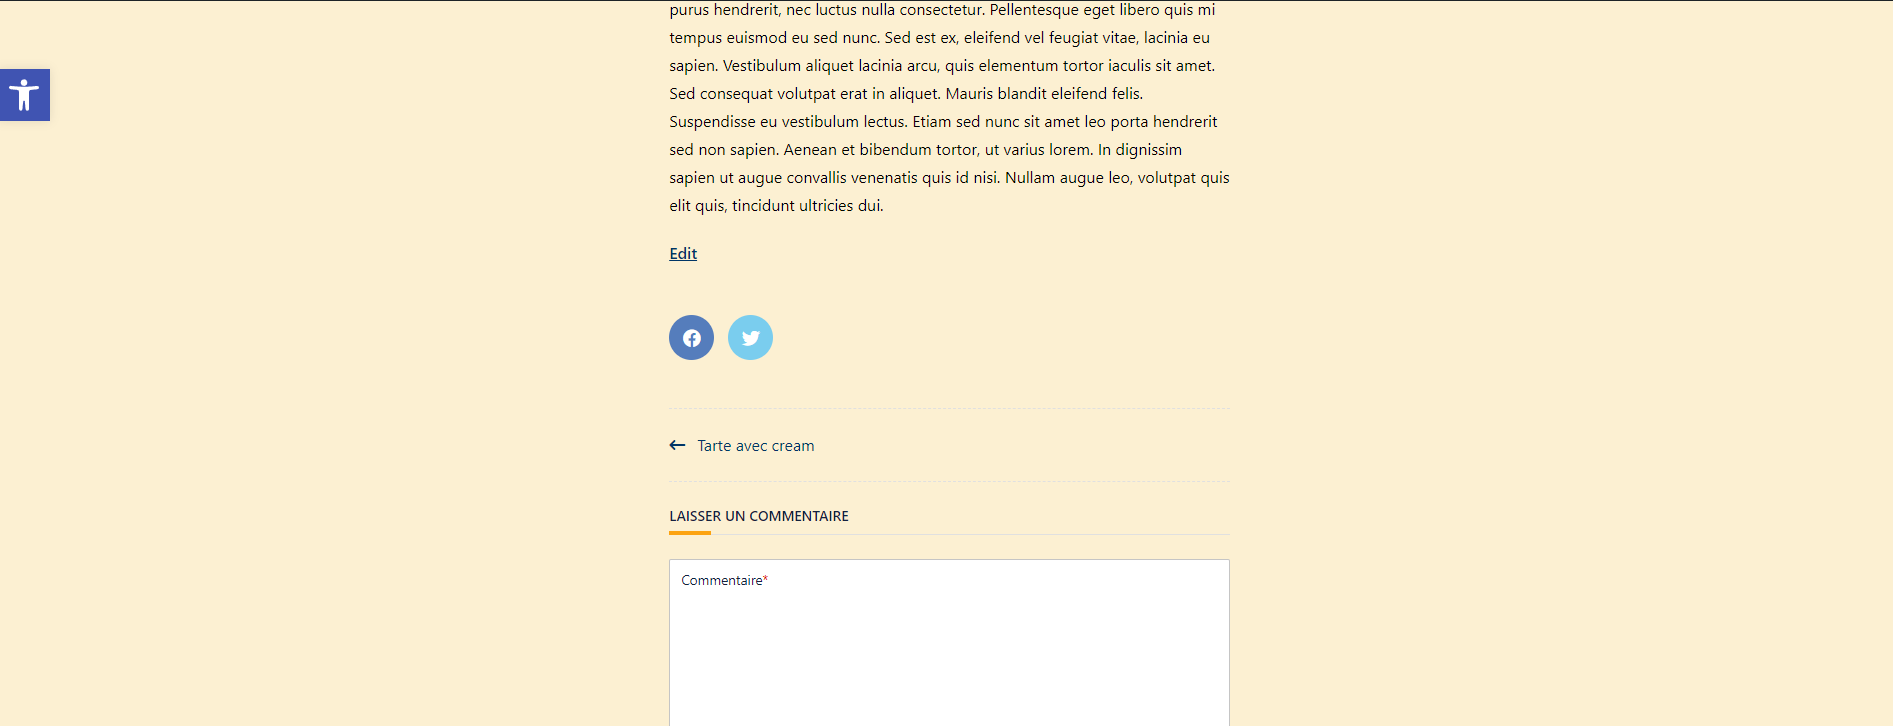 purus hendrerit, nec luctus nulla consectetur. Pellentesque eget libero quis mi
tempus euismod eu sed nunc. Sed est ex, eleifend vel feugiat vitae, lacinia eu
sapien. Vestibulum aliquet lacinia arcu, quis elementum tortor iaculis sit amet.
Sed consequat volutpat erat in aliquet. Mauris blandit eleifend felis.
Suspendisse eu vestibulum lectus. Etiam sed nunc sit amet leo porta hendrerit
sed non sapien. Aenean et bibendum tortor, ut varius lorem. In dignissim
sapien ut augue convallis venenatis quis id nisi. Nullam augue leo, volutpat quis
elit quis, tincidunt ultricies dui.
Edit
Tarte avec cream
LAISSER UN COMMENTAIRE
Commentaire*